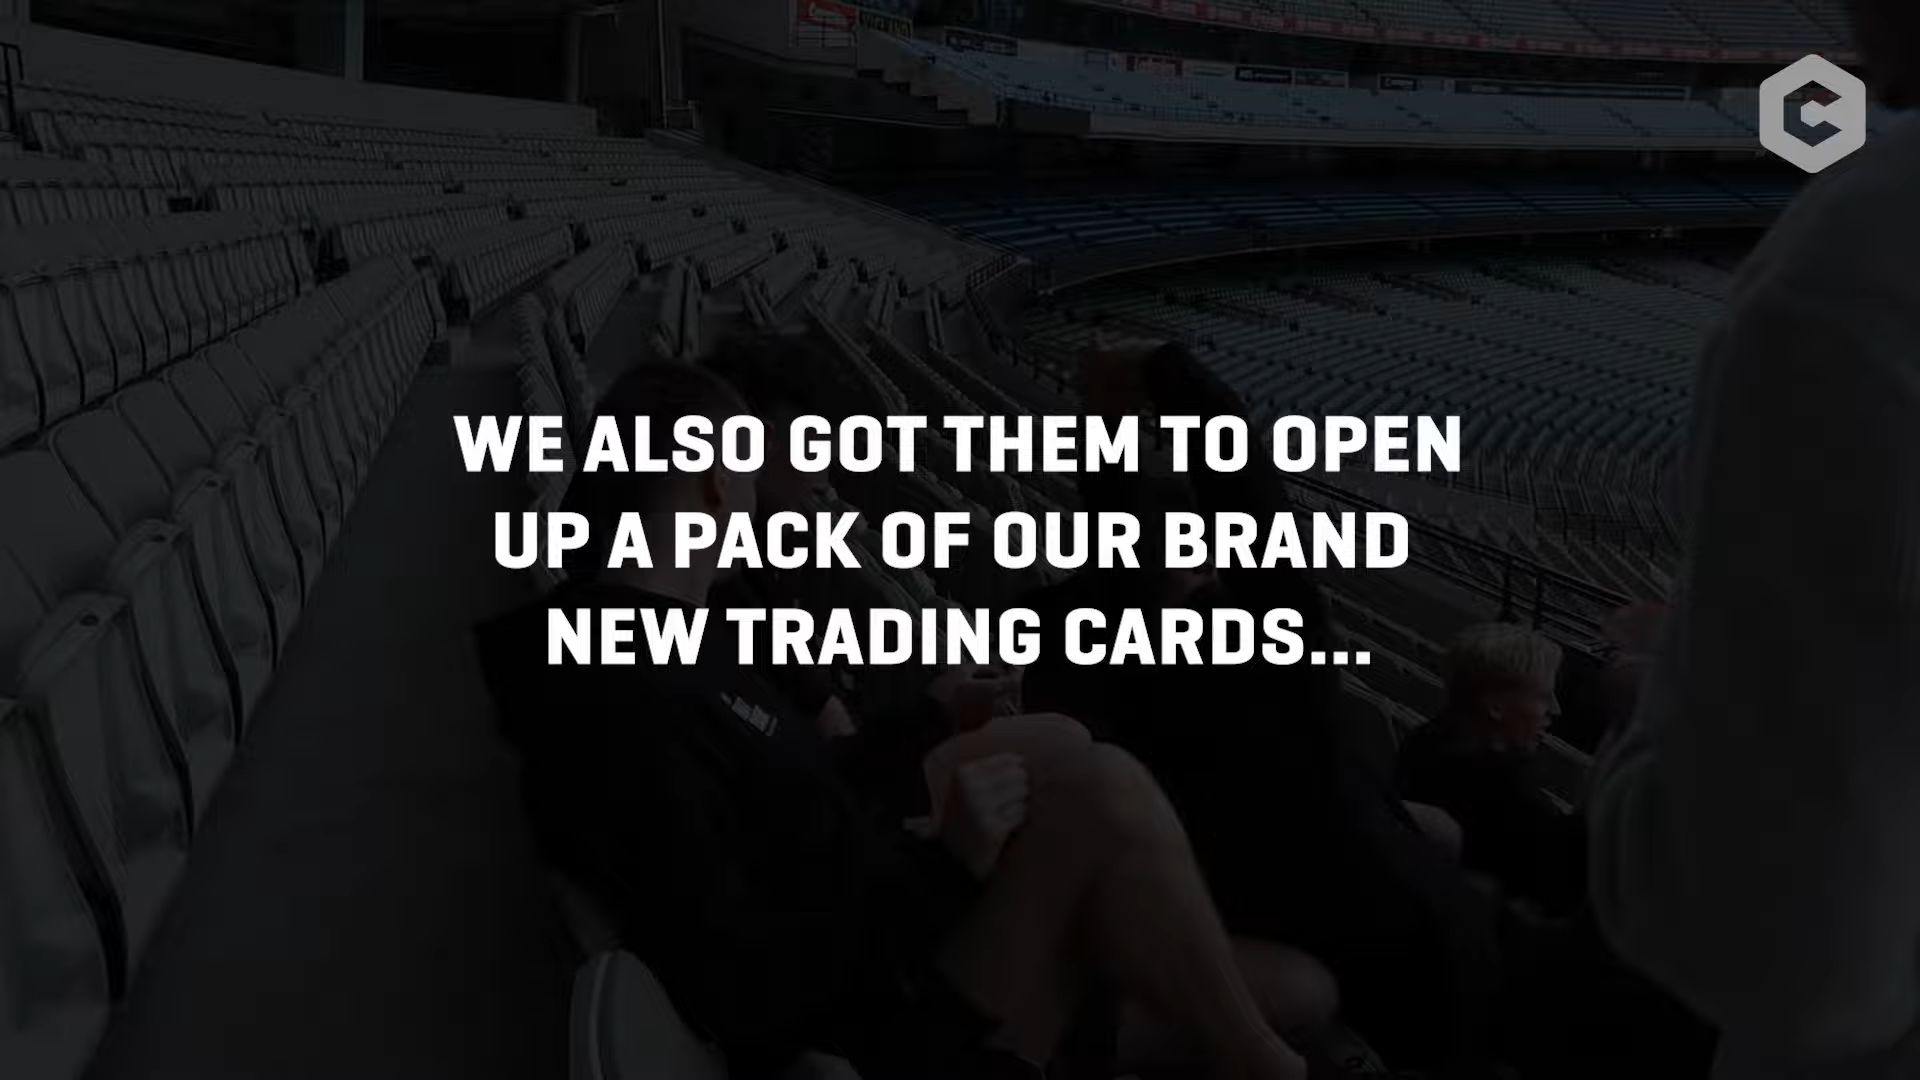 WE ALSO GOT THEM TO OPEN
UP A PACK OF OUR BRAND
NEW TRADING CARDS...